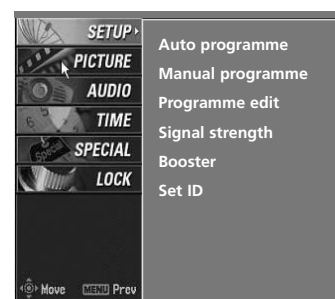 SETUP
PICTURE
AUDIO
TIME
SPECIAL
LOCK
Move MENU Prev
Auto programme
Manual programme
Programme edit
Signal strength
Booster
Set ID